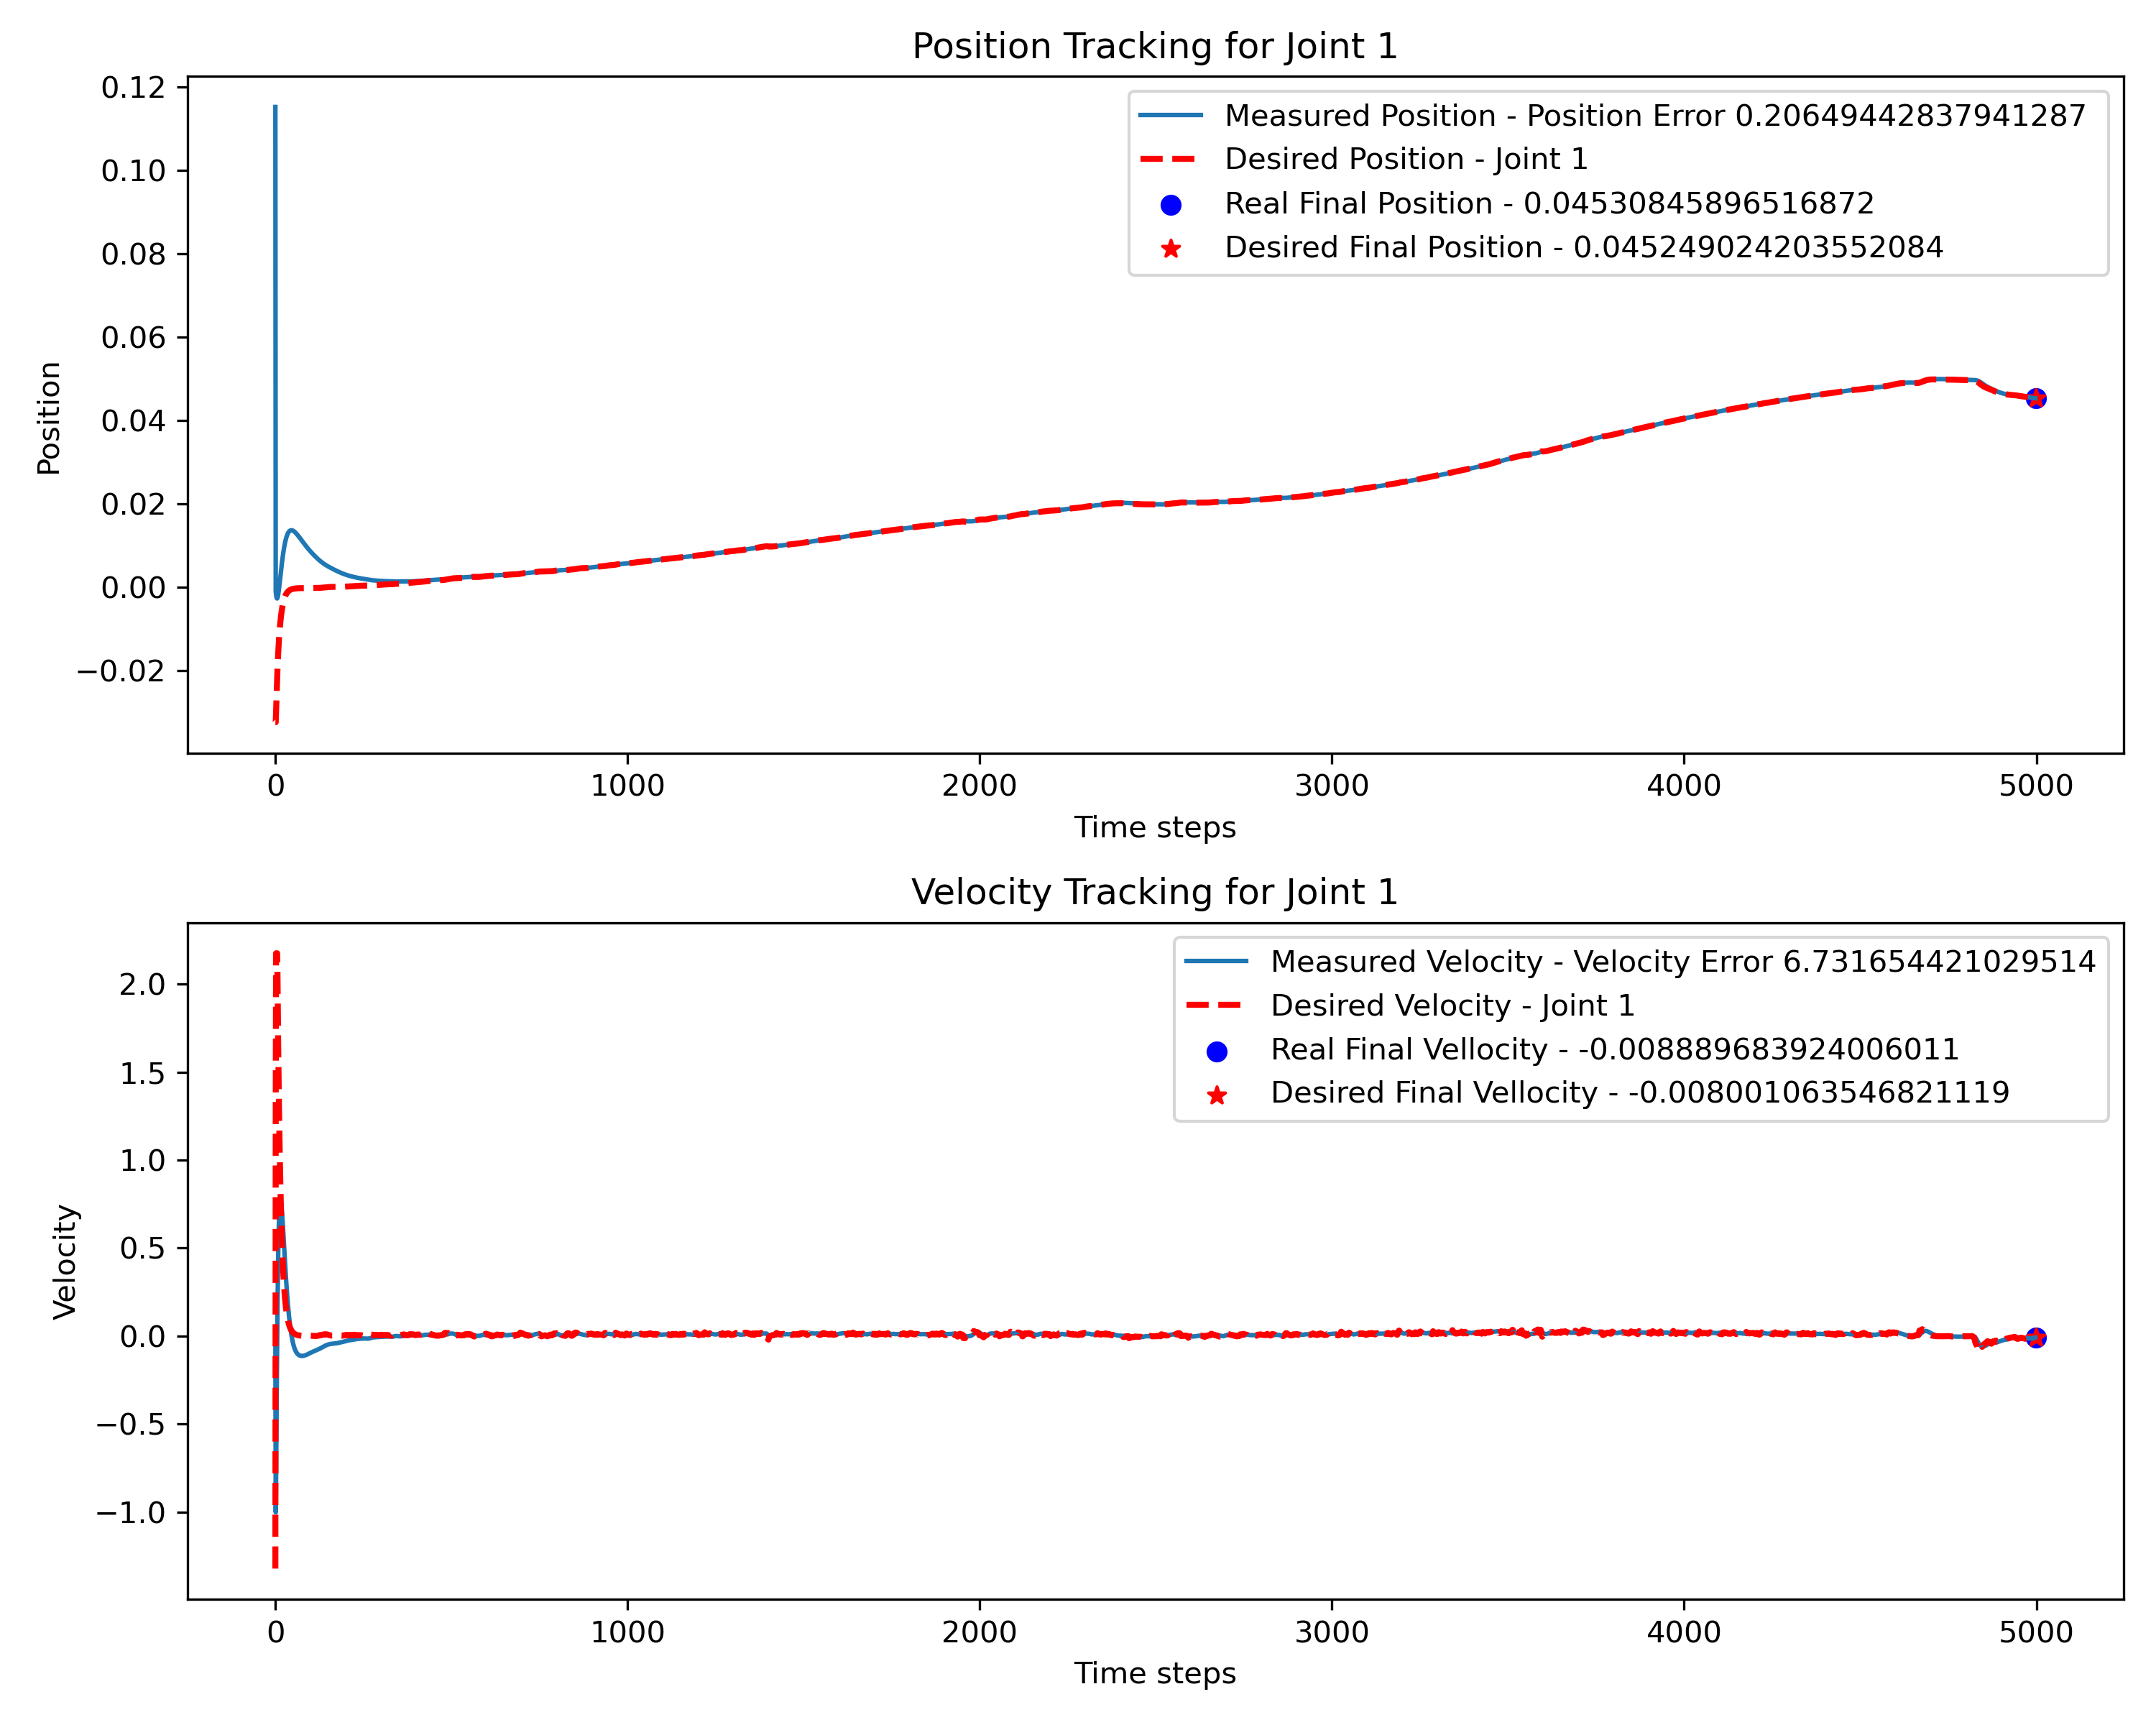 Position Tracking for Joint 1
0.12
0.10
0.08
0.06
0.04
0.02
0.00
−0.02
Position
Measured Position - Position Error 0.20649442837941287
Desired Position - Joint 1
Real Final Position - 0.04530845896516872
Desired Final Position - 0.045249024203552084
0 1000 2000 3000 4000 5000
Time steps
Velocity Tracking for Joint 1
2.0
1.5
1.0
0.5
0.0
−0.5
−1.0
Velocity
Measured Velocity - Velocity Error 6.731654421029514
Desired Velocity - Joint 1
Real Final Vellocity - -0.008889683924006011
Desired Final Vellocity - -0.008001063546821119
0 1000 2000 3000 4000 5000
Time steps